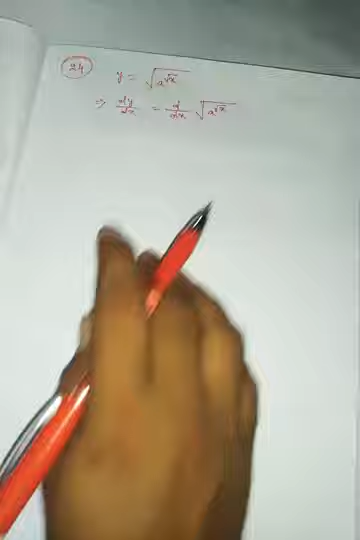 24
y = √(a^√x)
⇒ dy/dx = d/dx √(a^√x)